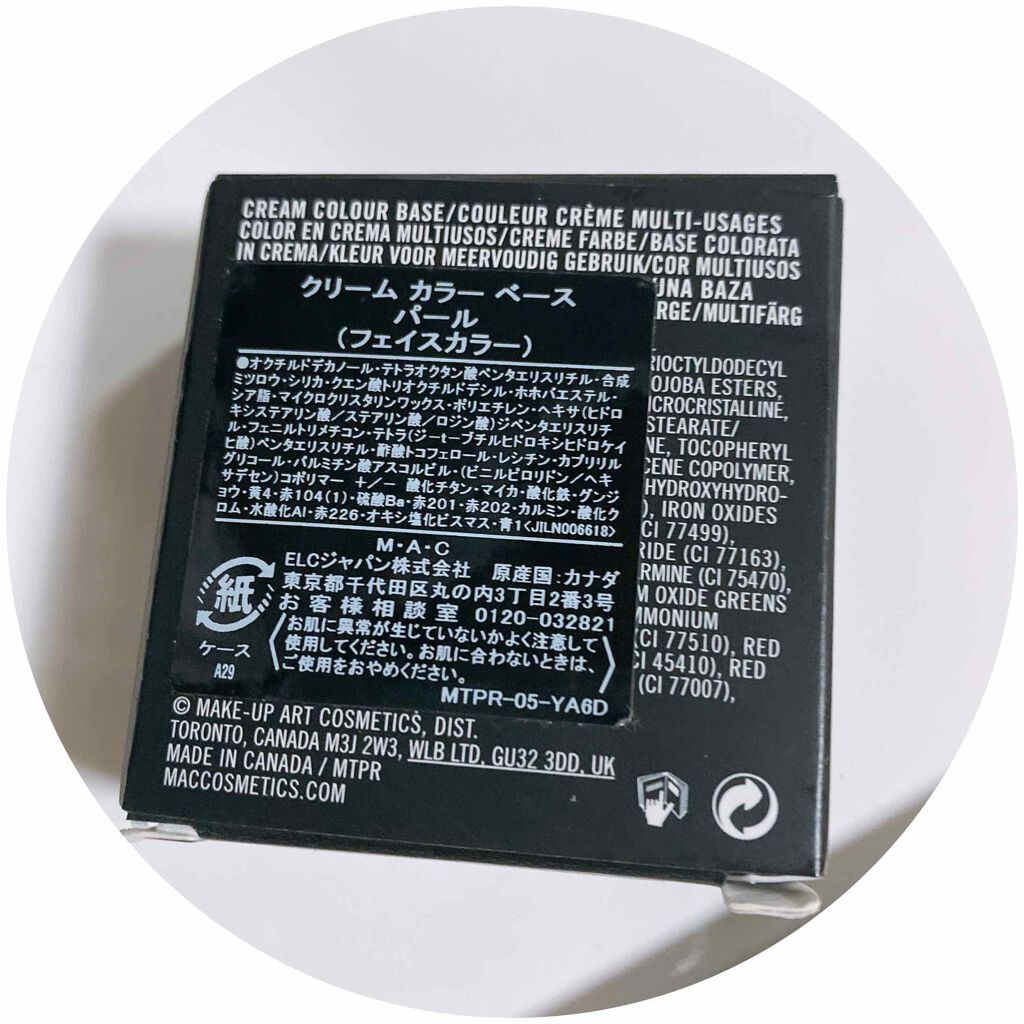 CREAM COLOUR BASE/COULEUR CRÈME MULTI-USAGES
COLOR EN CREMA MULTIUSOS/CREME FARBE/BASE COLORATA
IN CREMA/KLEUR VOOR MEERVOUDIG GEBRUIK/COR MULTIUSOS
UNA BAZA
RGE/MULTIFÄRG
クリーム カラー ベース
パール
(フェイスカラー)
●オクチルドデカノール・テトラオクタン酸ペンタエリスリチル・合成
ミツロウ・シリカ・クエン酸トリオクチルドデシル・ホホバエステル・
シア脂・マイクロクリスタリンワックス・ポリエチレン・ヘキサ(ヒドロ
キシステアリン酸/ステアリン酸/ロジン酸)ジペンタエリスリチ
ル・フェニルトリメチコン・テトラ(ジーtーブチルヒドロキシヒドロケイ
ヒ酸)ペンタエリスリチル・酢酸トコフェロール・レシチン・カプリリル
グリコール・パルミチン酸アスコルビル・(ビニルピロリドン/ヘキ
サデセン)コポリマー +/− 酸化チタン・マイカ・酸化鉄・グンジ
ョウ・黄4・赤104(1)・硫酸Ba・赤201・赤202・カルミン・酸化ク
ロム・水酸化Al・赤226・オキシ塩化ビスマス・青1<JILN006618>
M・A・C
ELCジャパン株式会社 原産国:カナダ
東京都千代田区丸の内3丁目2番3号
お客様相談室 0120-032821
お肌に異常が生じていないかよく注意して
使用してください。お肌に合わないときは、
ご使用をおやめください。
紙
ケース
A29
MTPR-05-YA6D
RIOCTYLDODECYL
OJOBA ESTERS,
ICROCRISTALLINE,
STEARATE/
NE, TOCOPHERYL
CENE COPOLYMER,
HYDROXYHYDRO-
), IRON OXIDES
CI 77499),
RIDE (CI 77163),
RMINE (CI 75470),
M OXIDE GREENS
MMONIUM
(CI 77510), RED
CI 45410), RED
(CI 77007),
© MAKE-UP ART COSMETICS, DIST.
TORONTO, CANADA M3J 2W3, WLB LTD, GU32 3DD, UK
MADE IN CANADA / MTPR
MACCOSMETICS.COM